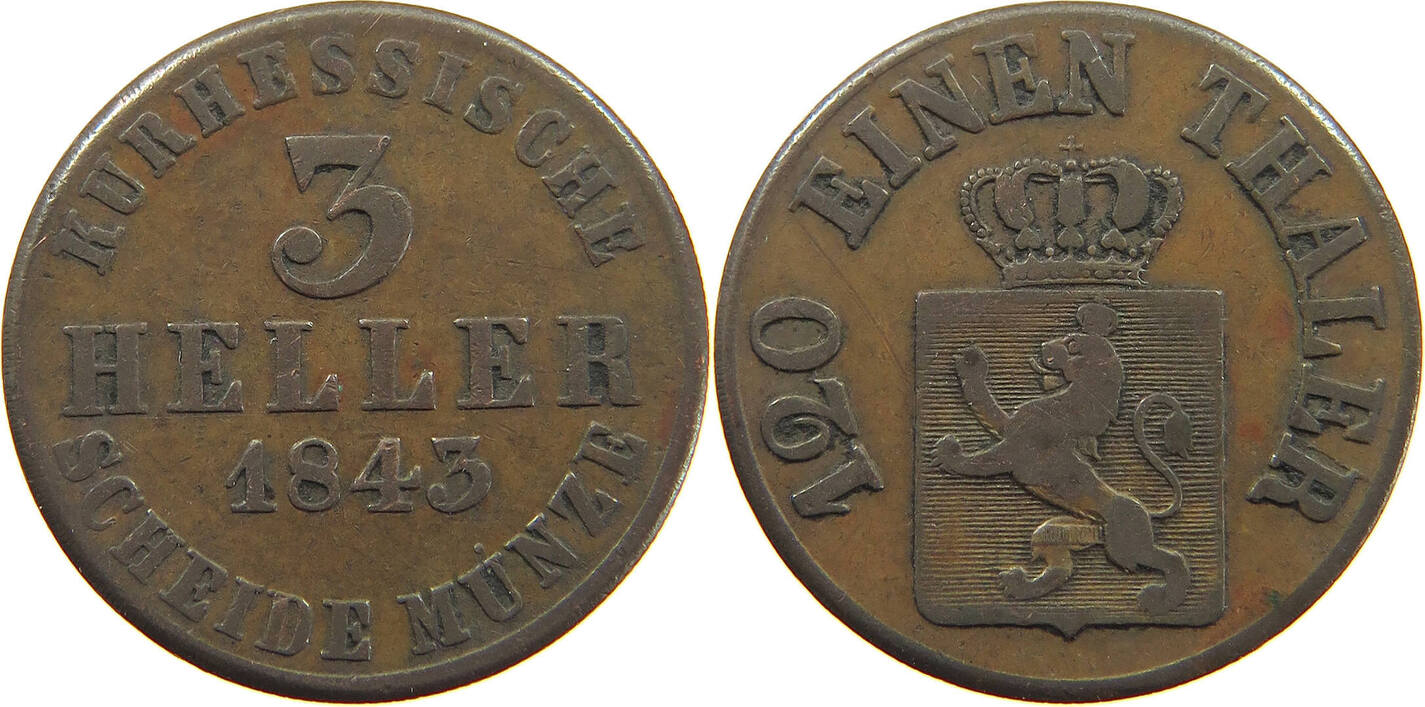 KURHESSISCHE
3
HELLER
1843
SCHEIDE MÜNZE
120 EINEN THALER